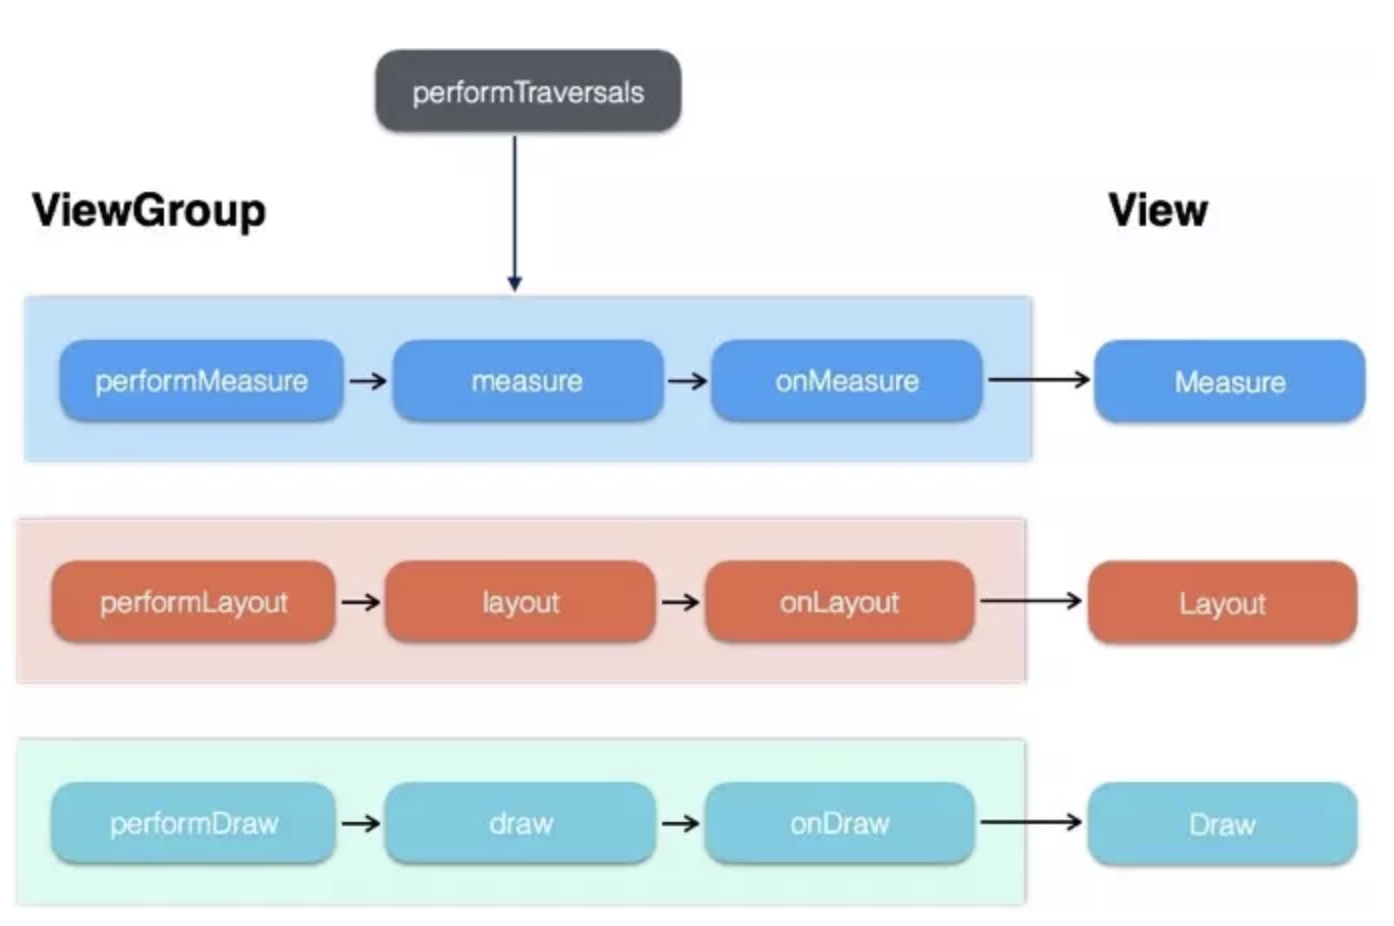 performTraversals
ViewGroup
View
performMeasure
measure
onMeasure
Measure
performLayout
layout
onLayout
Layout
performDraw
draw
onDraw
Draw